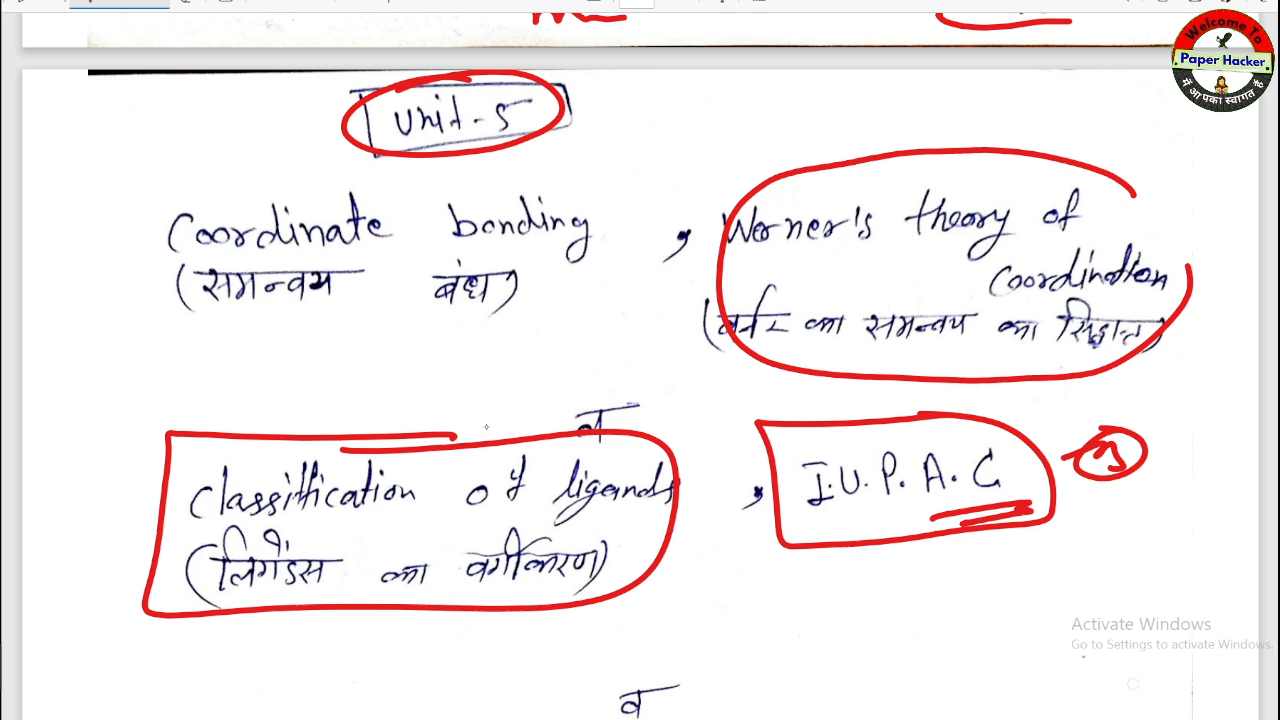 Welcome To
Paper Hacker
में आपका स्वागत है
Unit-5
Coordinate bonding , Werner's theory of
Coordination
(समन्वय बंध) (वर्नर का समन्वय का सिद्धान्त)
व
Classification of ligands , I.U.P.A.C
(लिगेंडस का वर्गीकरण)
Activate Windows
Go to Settings to activate Windows.
व